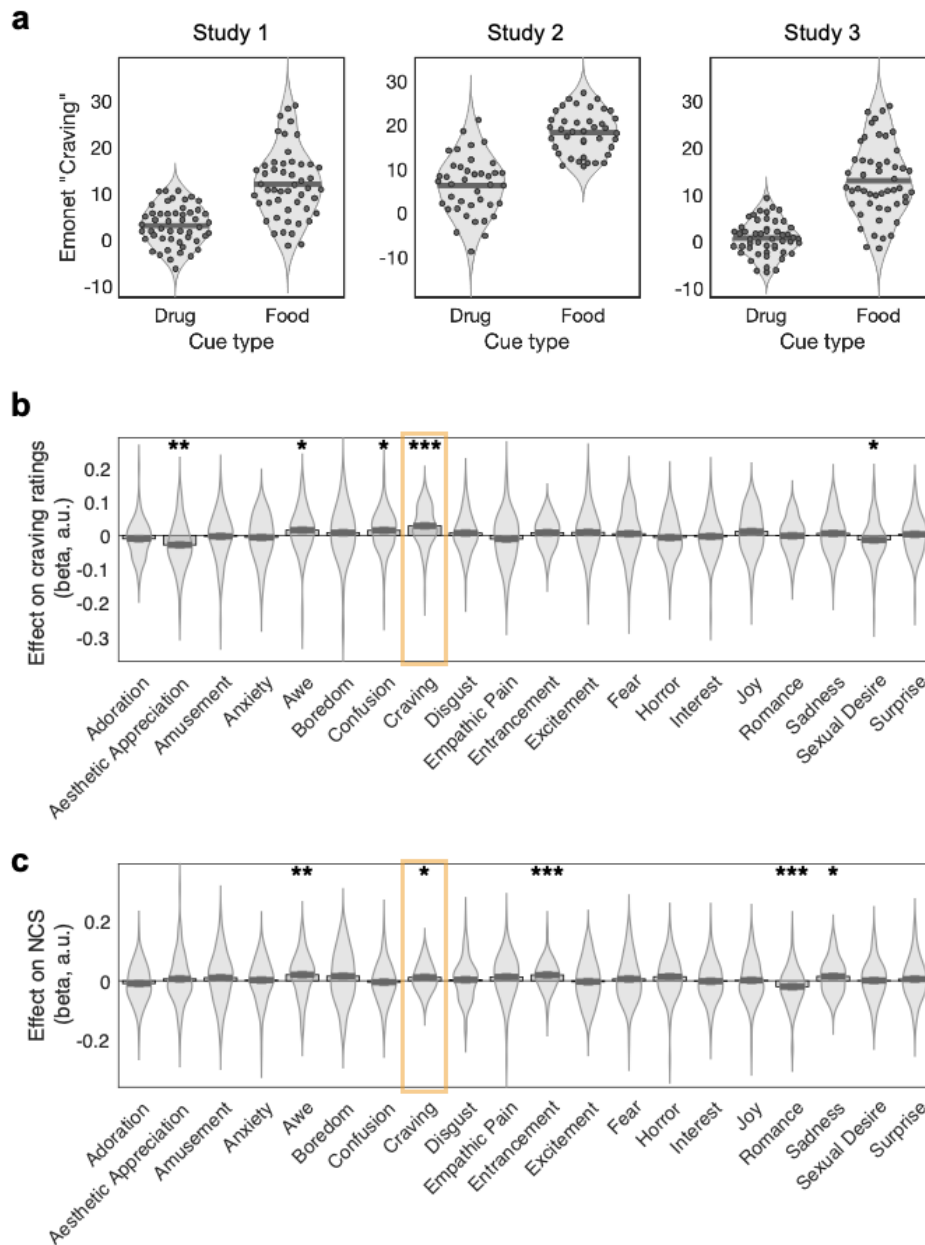 a
Study 1
Study 2
Study 3
Emonet "Craving"
30
20
10
0
-10
30
20
10
0
-10
30
20
10
0
-10
Drug
Food
Drug
Food
Drug
Food
Cue type
Cue type
Cue type
b
Effect on craving ratings
(beta, a.u.)
0.2
0.1
0
-0.1
-0.2
-0.3
** * * *** *
Adoration
Aesthetic Appreciation
Amusement
Anxiety
Awe
Boredom
Confusion
Craving
Disgust
Empathic Pain
Entrancement
Excitement
Fear
Horror
Interest
Joy
Romance
Sadness
Sexual Desire
Surprise
c
Effect on NCS
(beta, a.u.)
0.2
0
-0.2
** * *** *** *
Adoration
Aesthetic Appreciation
Amusement
Anxiety
Awe
Boredom
Confusion
Craving
Disgust
Empathic Pain
Entrancement
Excitement
Fear
Horror
Interest
Joy
Romance
Sadness
Sexual Desire
Surprise